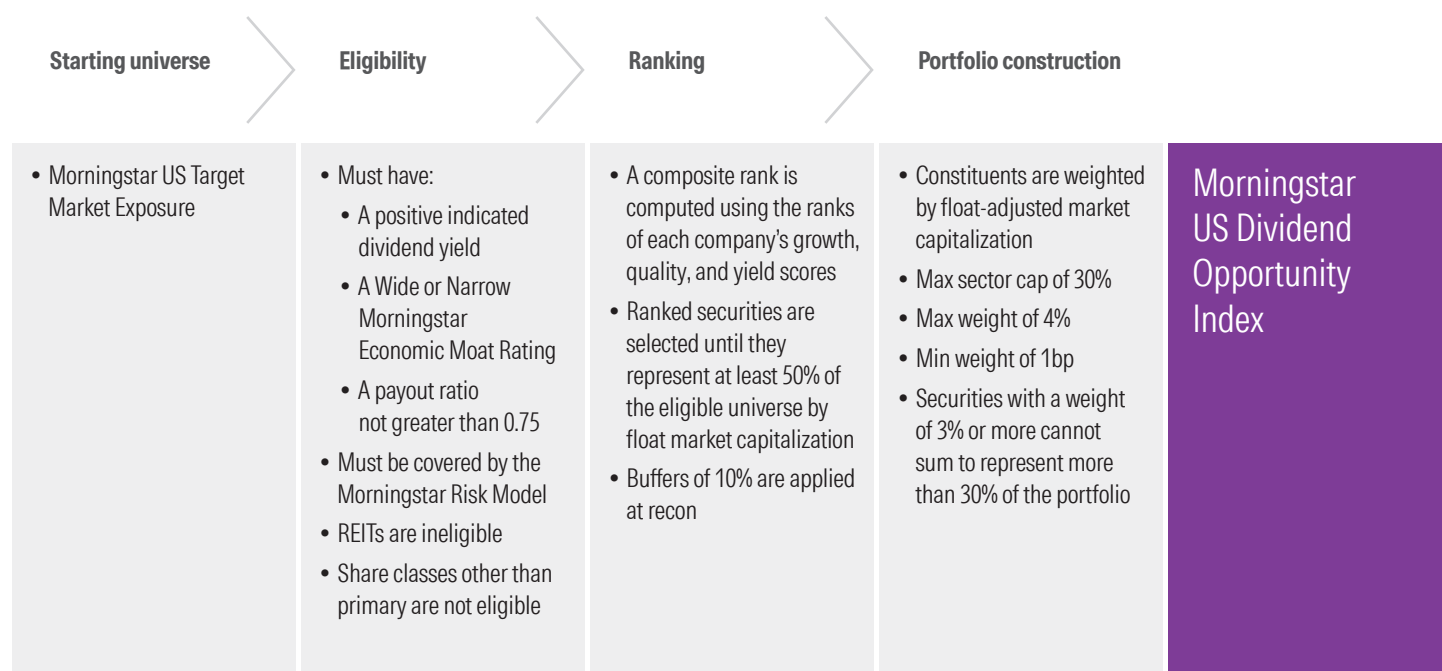 Starting universe
Eligibility
Ranking
Portfolio construction
• Morningstar US Target
Market Exposure
• Must have:
• A positive indicated
dividend yield
• A Wide or Narrow
Morningstar
Economic Moat Rating
• A payout ratio
not greater than 0.75
• Must be covered by the
Morningstar Risk Model
• REITs are ineligible
• Share classes other than
primary are not eligible
• A composite rank is
computed using the ranks
of each company’s growth,
quality, and yield scores
• Ranked securities are
selected until they
represent at least 50% of
the eligible universe by
float market capitalization
• Buffers of 10% are applied
at recon
• Constituents are weighted
by float-adjusted market
capitalization
• Max sector cap of 30%
• Max weight of 4%
• Min weight of 1bp
• Securities with a weight
of 3% or more cannot
sum to represent more
than 30% of the portfolio
Morningstar
US Dividend
Opportunity
Index